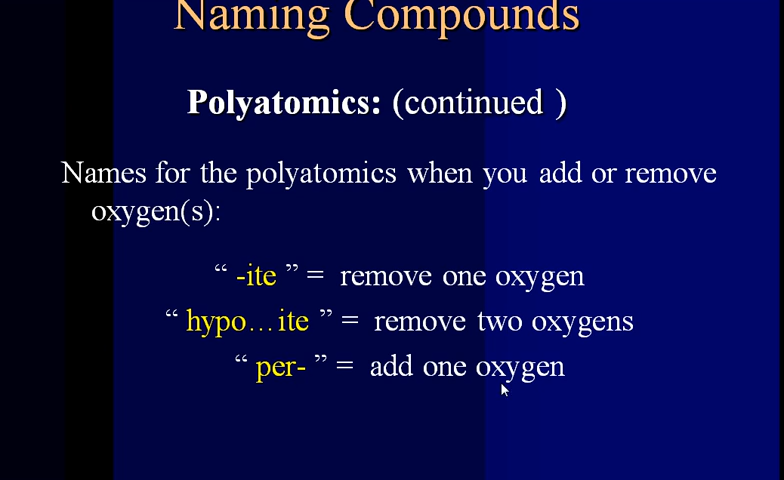 Naming Compounds
Polyatomics: (continued )
Names for the polyatomics when you add or remove
oxygen(s):
“ -ite ” = remove one oxygen
“ hypo…ite ” = remove two oxygens
“ per- ” = add one oxygen